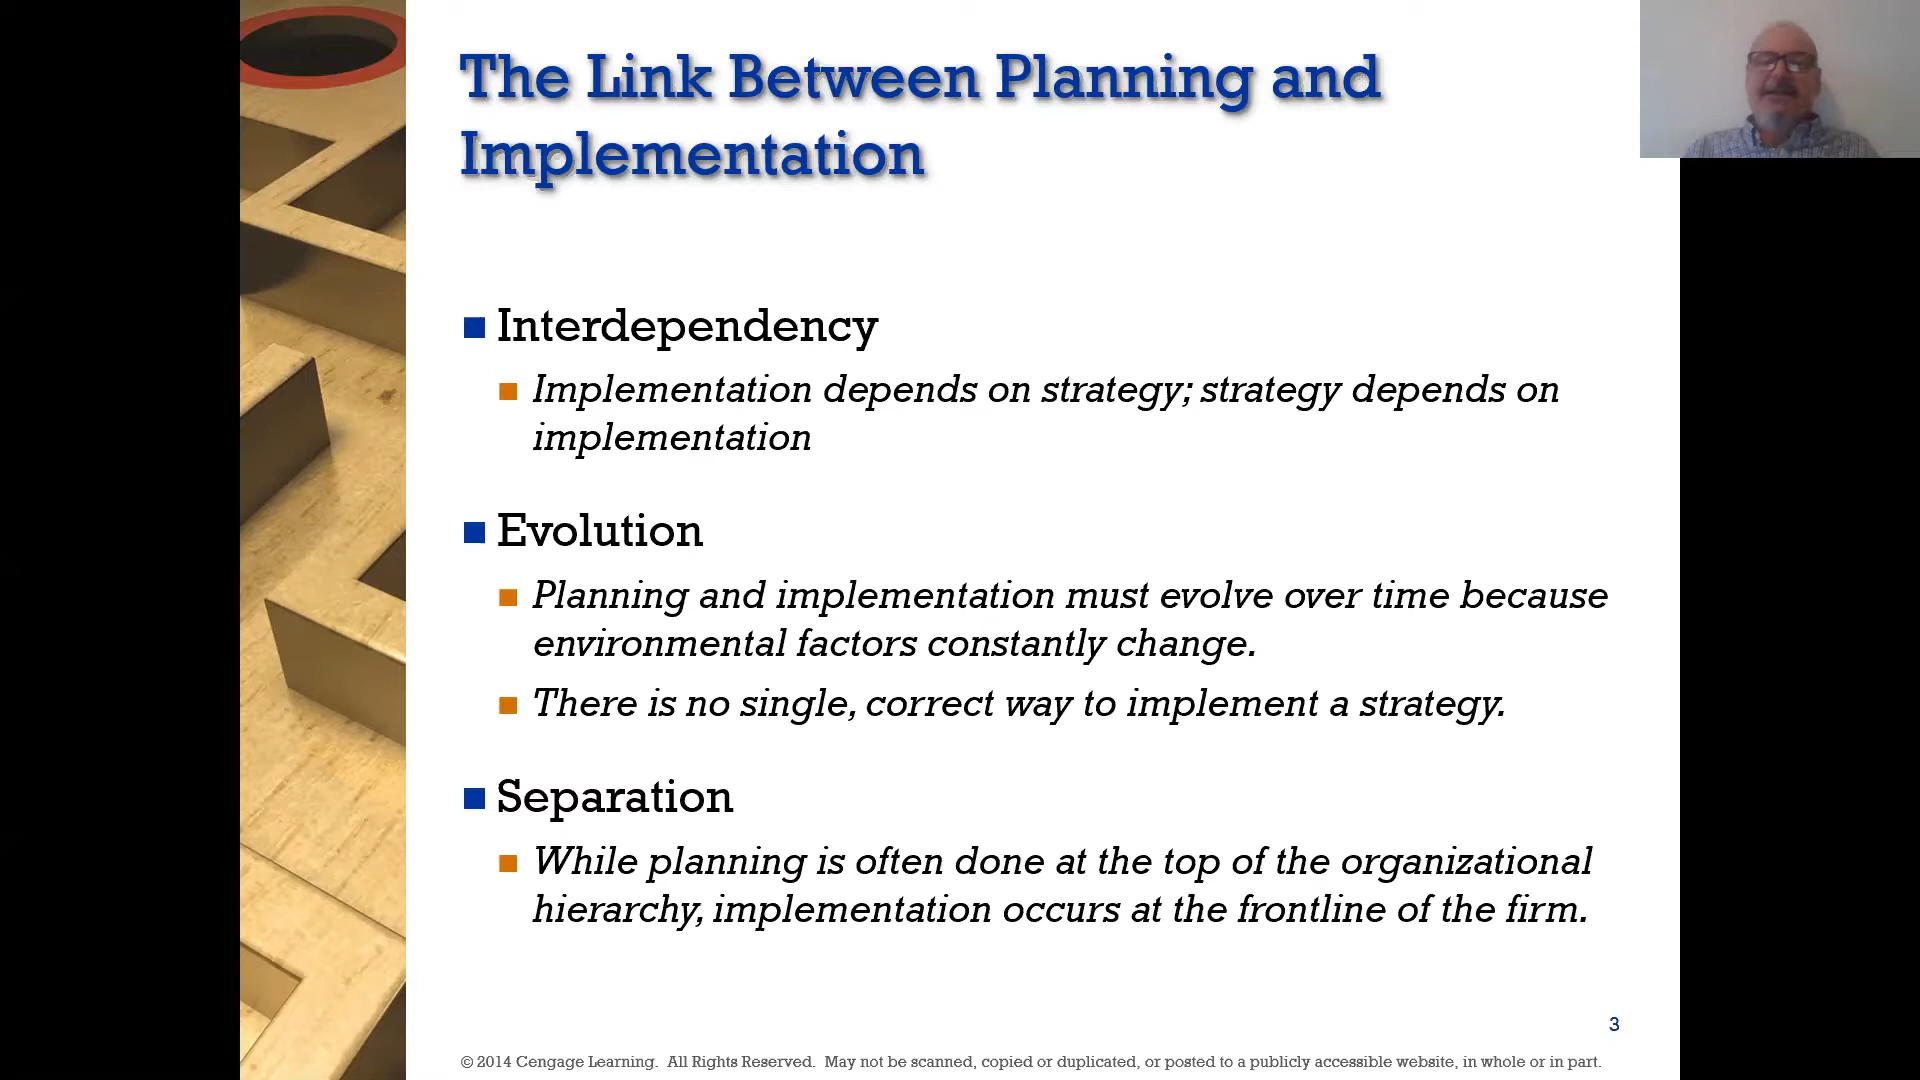 The Link Between Planning and
Implementation
Interdependency
Implementation depends on strategy; strategy depends on
implementation
Evolution
Planning and implementation must evolve over time because
environmental factors constantly change.
There is no single, correct way to implement a strategy.
Separation
While planning is often done at the top of the organizational
hierarchy, implementation occurs at the frontline of the firm.
3
© 2014 Cengage Learning. All Rights Reserved. May not be scanned, copied or duplicated, or posted to a publicly accessible website, in whole or in part.